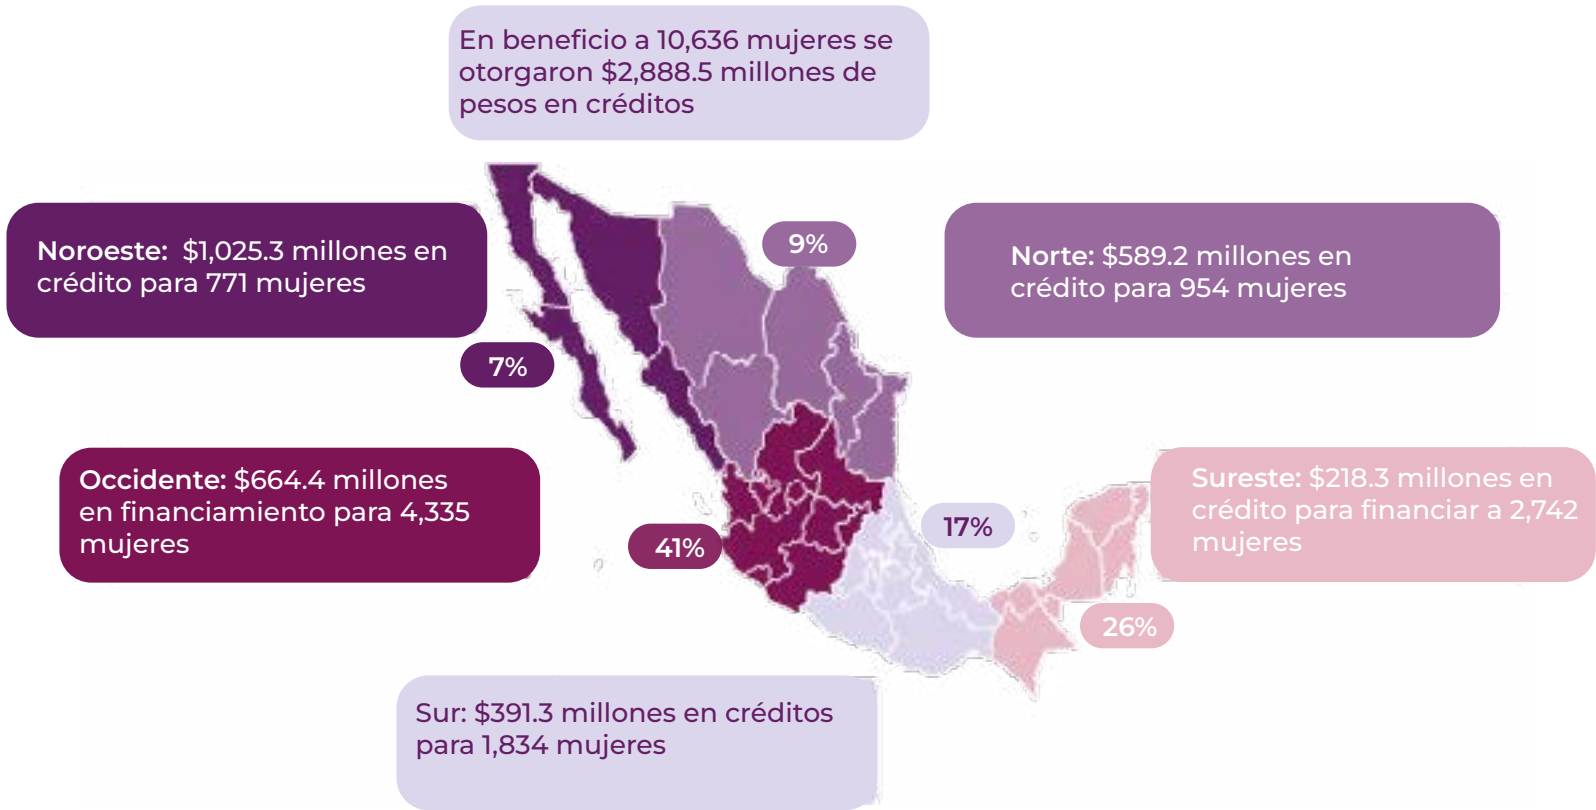 En beneficio a 10,636 mujeres se
otorgaron $2,888.5 millones de
pesos en créditos
Noroeste: $1,025.3 millones en
crédito para 771 mujeres
9%
Norte: $589.2 millones en
crédito para 954 mujeres
7%
Occidente: $664.4 millones
en financiamiento para 4,335
mujeres
41%
17%
Sureste: $218.3 millones en
crédito para financiar a 2,742
mujeres
26%
Sur: $391.3 millones en créditos
para 1,834 mujeres